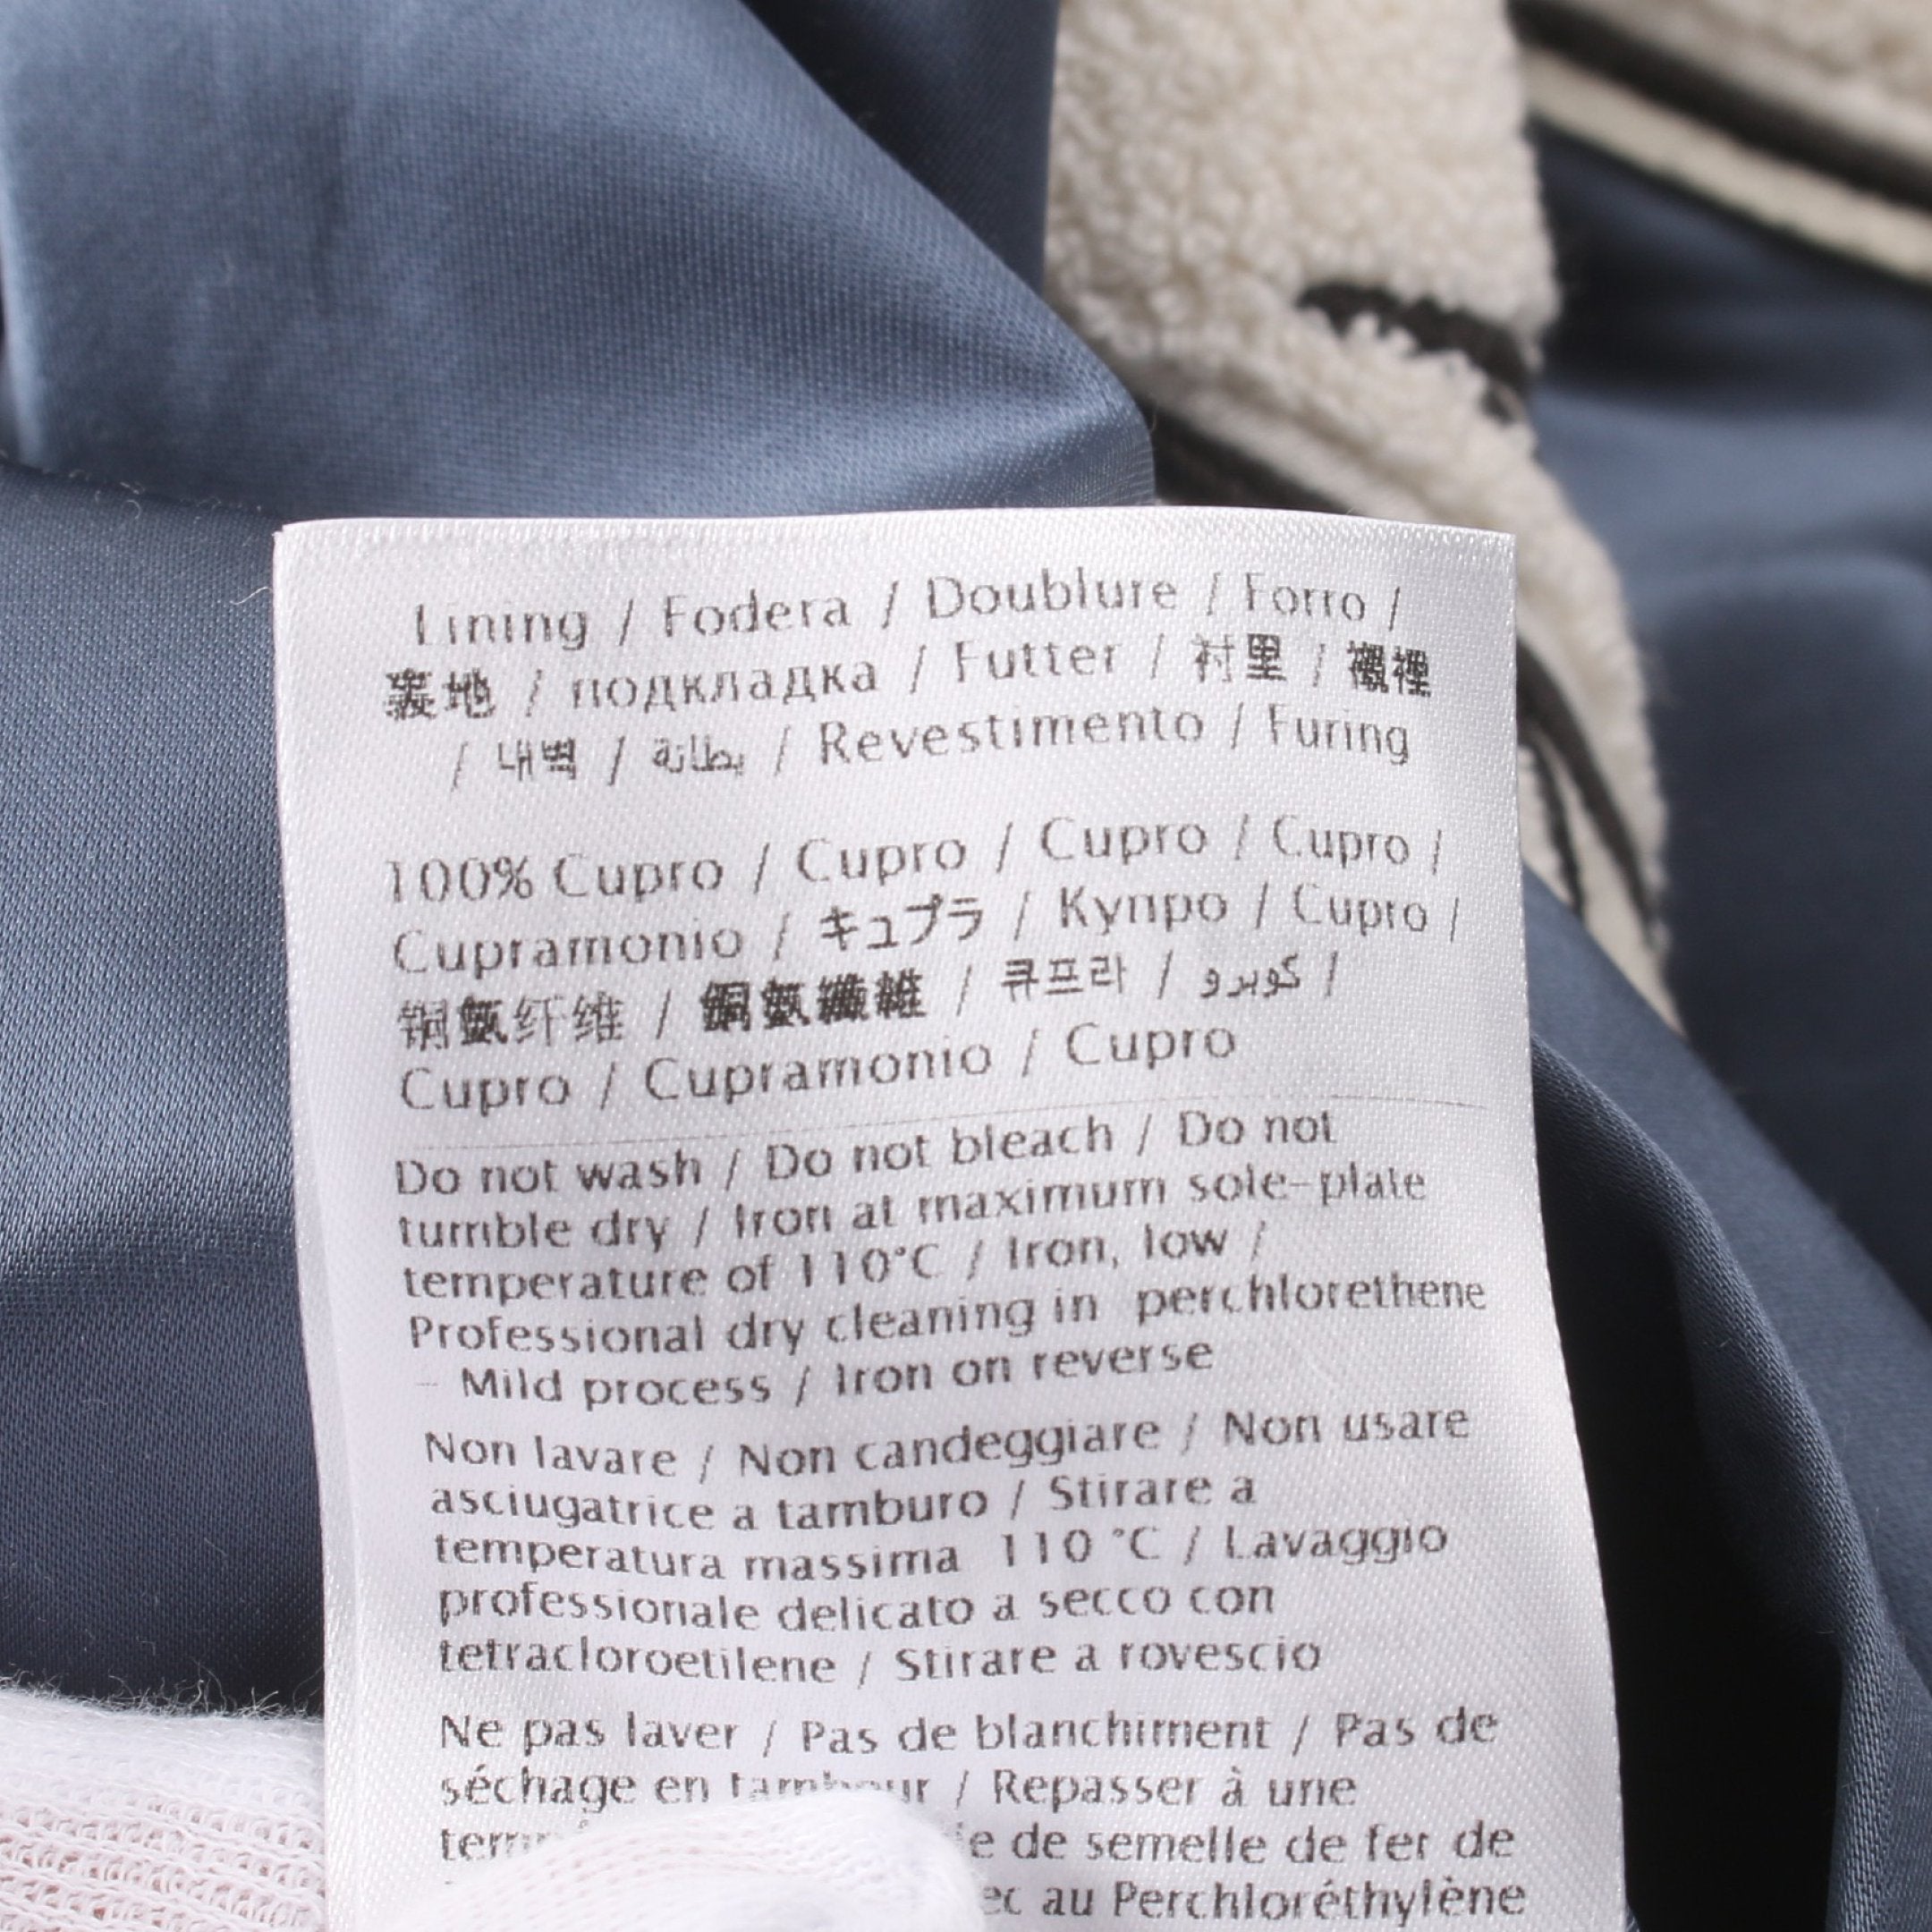 Lining / Fodera / Doublure / Forro /
裏地 / подкладка / Futter / 衬里 / 襯裡
/ 내벽 / بطانة / Revestimento / Furing
100% Cupro / Cupro / Cupro / Cupro /
Cupramonio / キュプラ / Купро / Cupro /
铜氨纤维 / 銅氨纖維 / 큐프라 / كوبرو /
Cupro / Cupramonio / Cupro
Do not wash / Do not bleach / Do not
tumble dry / Iron at maximum sole-plate
temperature of 110°C / Iron, low /
Professional dry cleaning in perchlorethene
- Mild process / Iron on reverse
Non lavare / Non candeggiare / Non usare
asciugatrice a tamburo / Stirare a
temperatura massima 110 °C / Lavaggio
professionale delicato a secco con
tetracloroetilene / Stirare a rovescio
Ne pas laver / Pas de blanchiment / Pas de
séchage en tambour / Repasser à une
de semelle de fer de
au Perchloréthylène